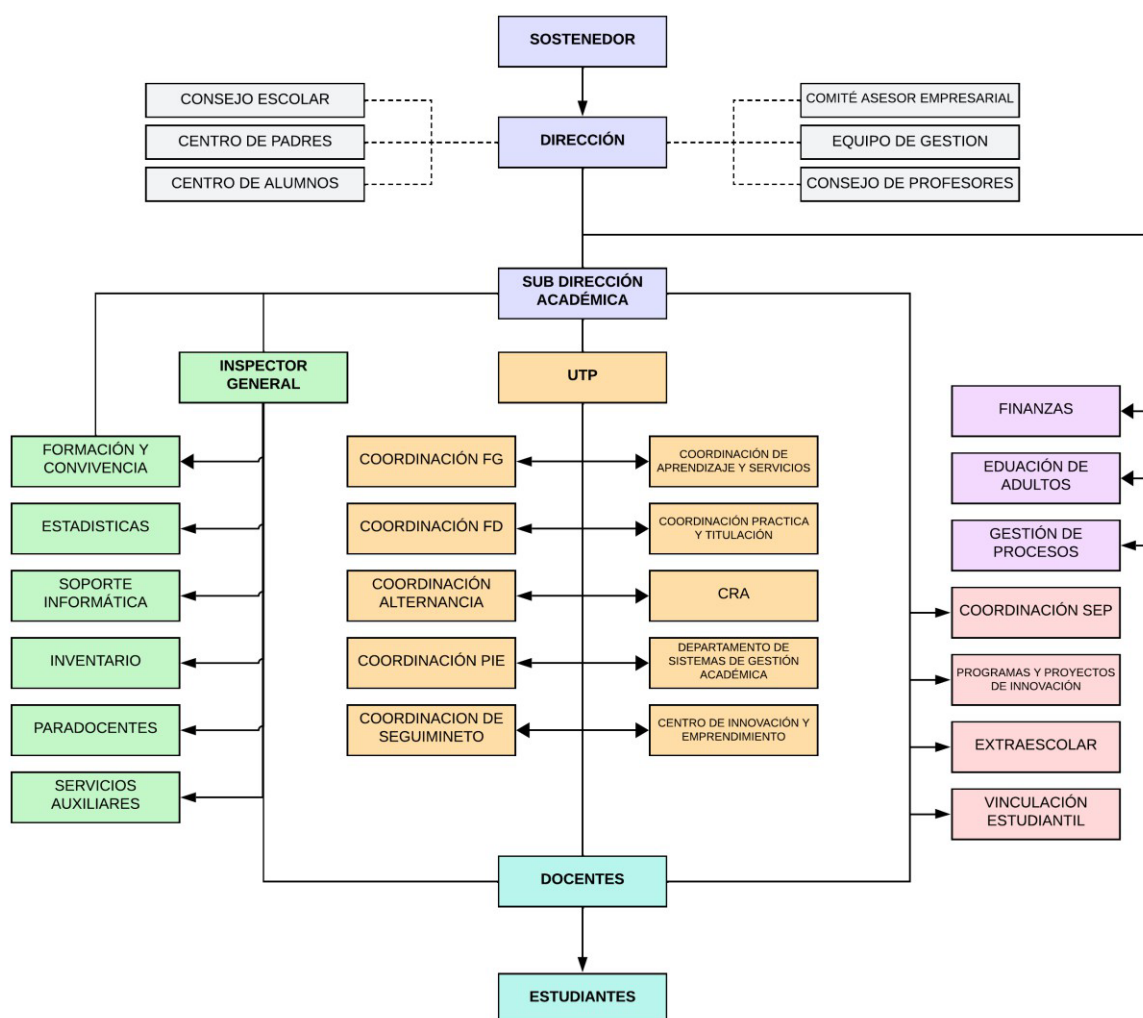 SOSTENEDOR
CONSEJO ESCOLAR
CENTRO DE PADRES
CENTRO DE ALUMNOS
DIRECCIÓN
COMITÉ ASESOR EMPRESARIAL
EQUIPO DE GESTION
CONSEJO DE PROFESORES
SUB DIRECCIÓN
ACADÉMICA
INSPECTOR
GENERAL
UTP
FORMACIÓN Y
CONVIVENCIA
ESTADISTICAS
SOPORTE
INFORMÁTICA
INVENTARIO
PARADOCENTES
SERVICIOS
AUXILIARES
COORDINACIÓN FG
COORDINACIÓN FD
COORDINACIÓN
ALTERNANCIA
COORDINACIÓN PIE
COORDINACION DE
SEGUIMINETO
COORDINACIÓN DE
APRENDIZAJE Y SERVICIOS
COORDINACIÓN PRACTICA
Y TITULACIÓN
CRA
DEPARTAMENTO DE
SISTEMAS DE GESTIÓN
ACADÉMICA
CENTRO DE INNOVACIÓN Y
EMPRENDIMIENTO
FINANZAS
EDUACIÓN DE
ADULTOS
GESTIÓN DE
PROCESOS
COORDINACIÓN SEP
PROGRAMAS Y PROYECTOS
DE INNOVACIÓN
EXTRAESCOLAR
VINCULACIÓN
ESTUDIANTIL
DOCENTES
ESTUDIANTES